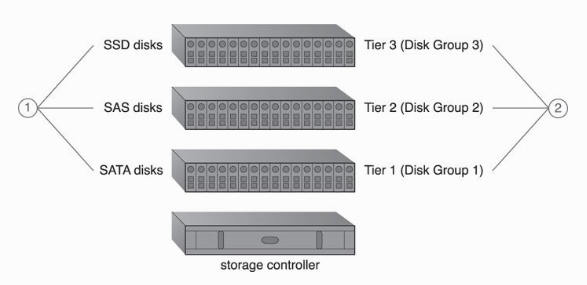 SSD disks
Tier 3 (Disk Group 3)
1
SAS disks
Tier 2 (Disk Group 2)
2
SATA disks
Tier 1 (Disk Group 1)
storage controller